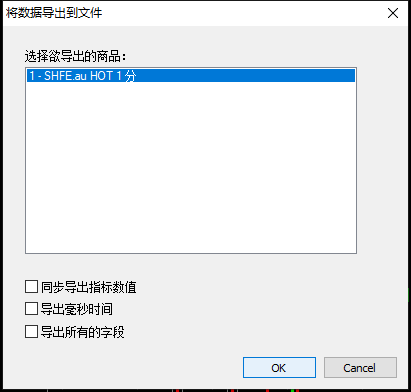 将数据导出到文件
选择欲导出的商品：
1 - SHFE.au HOT 1 分
同步导出指标数值
导出毫秒时间
导出所有的字段
OK
Cancel